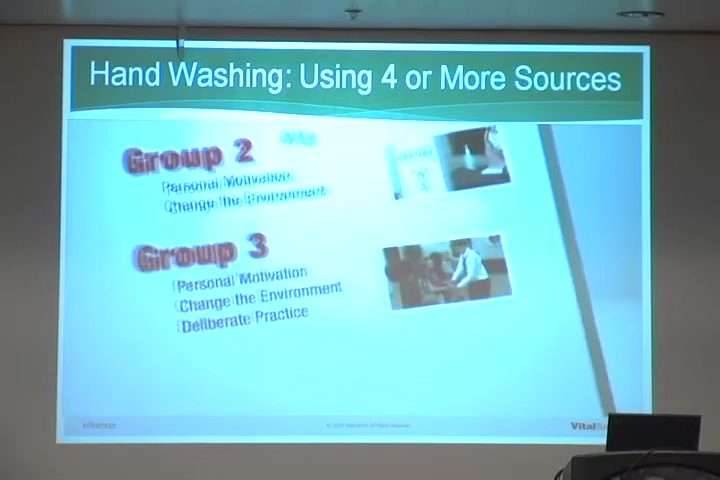 Hand Washing: Using 4 or More Sources
Group 2
Personal Motivation
Change the Environment
Group 3
Personal Motivation
Change the Environment
Deliberate Practice